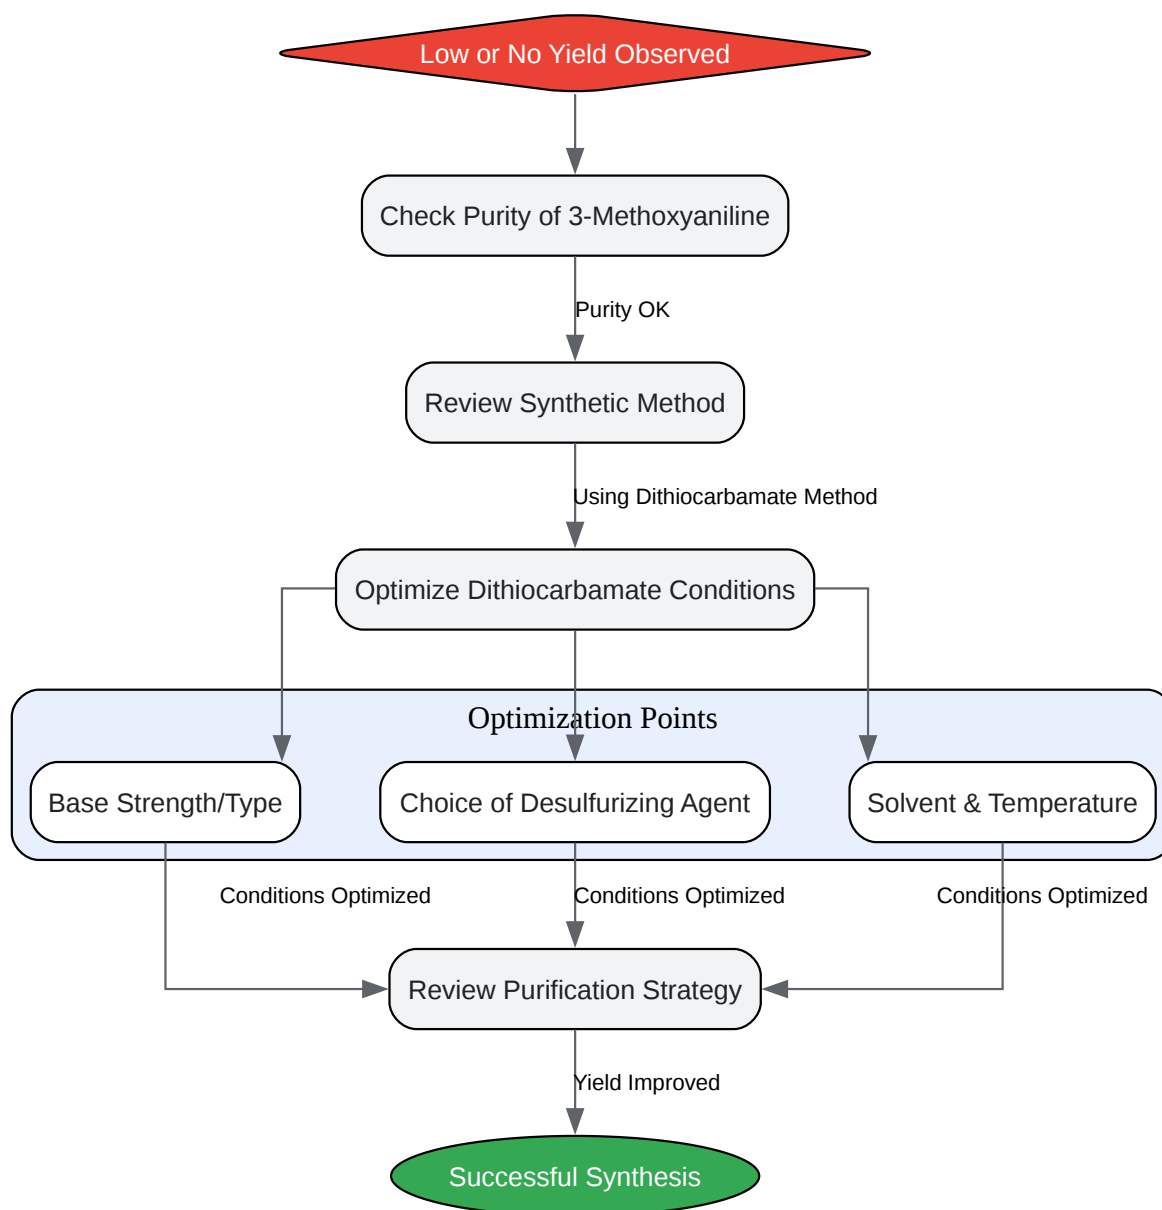 Low or No Yield Observed
Check Purity of 3-Methoxyaniline
Purity OK
Review Synthetic Method
Using Dithiocarbamate Method
Optimize Dithiocarbamate Conditions
Optimization Points
Base Strength/Type
Choice of Desulfurizing Agent
Solvent & Temperature
Conditions Optimized
Conditions Optimized
Conditions Optimized
Review Purification Strategy
Yield Improved
Successful Synthesis